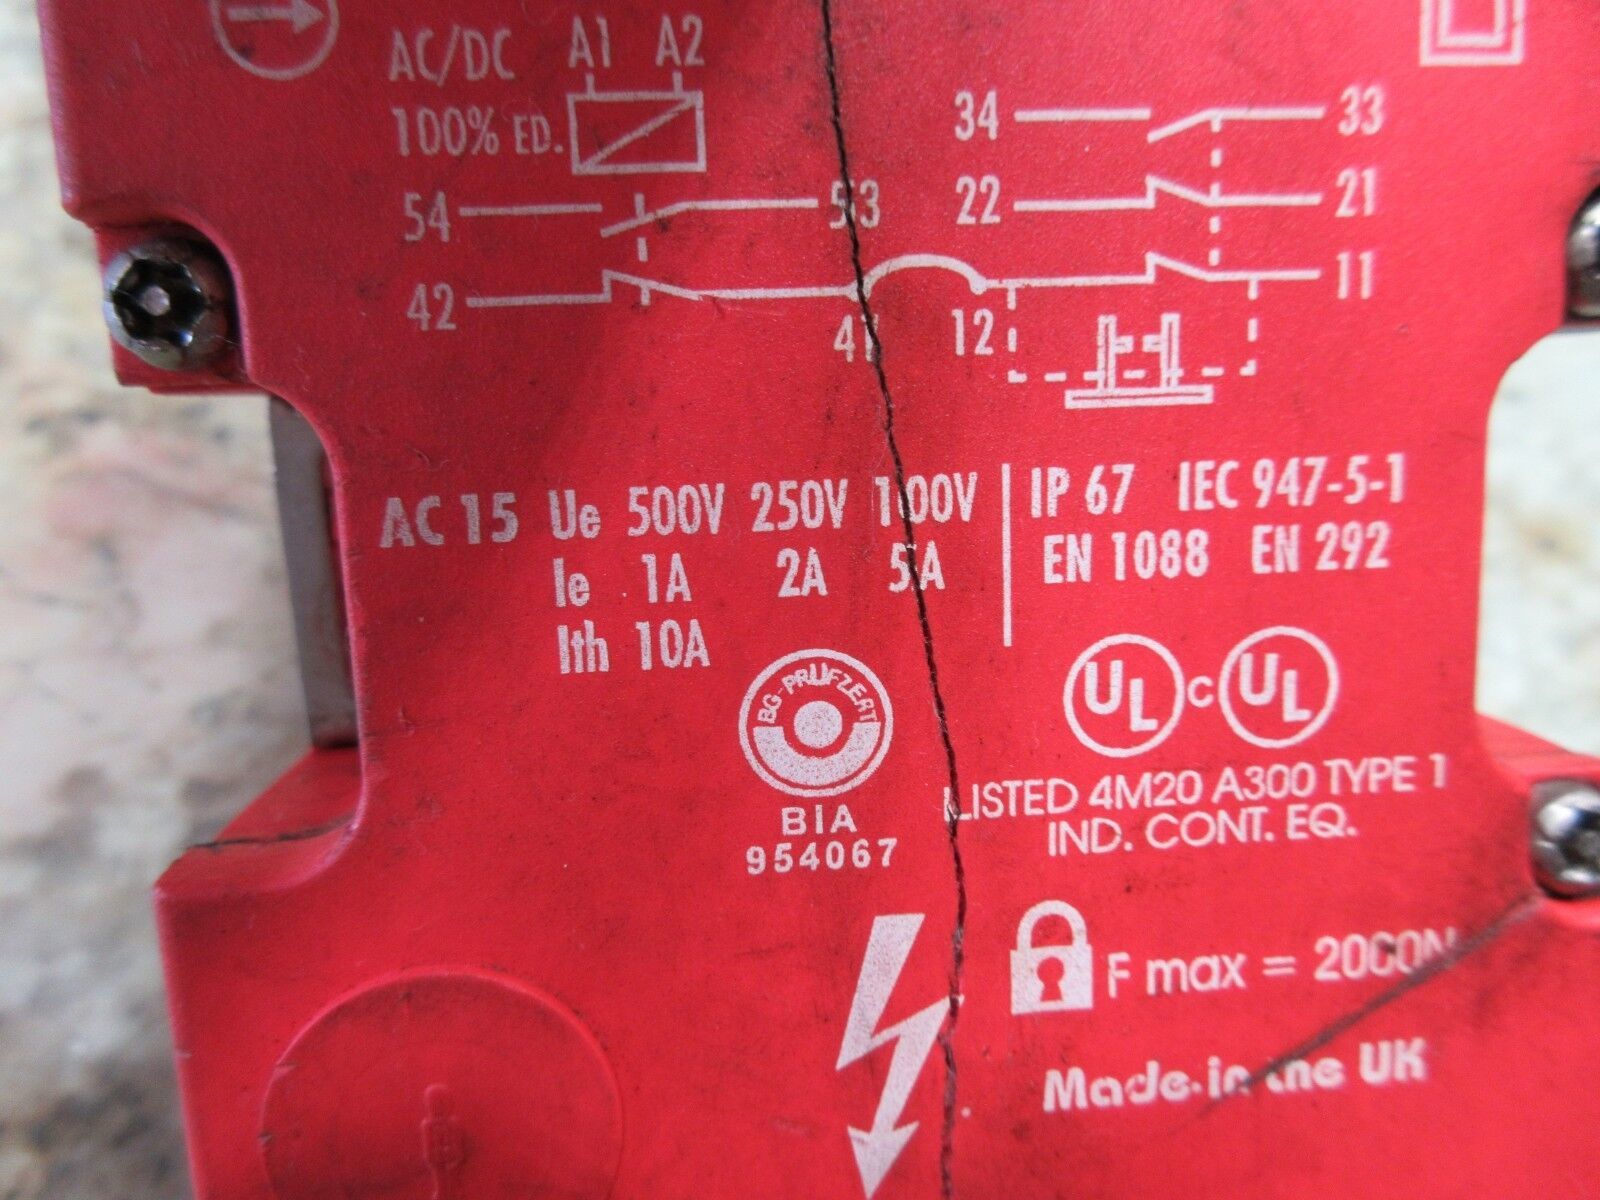 AC/DC A1 A2
100% ED.
34 33
54 53 22 21
42 41 12 11
AC 15 Ue 500V 250V 100V
Ie 1A 2A 5A
Ith 10A
IP 67 IEC 947-5-1
EN 1088 EN 292
BG-PRÜFZERT
BIA
954067
UL c UL
LISTED 4M20 A300 TYPE 1
IND. CONT. EQ.
F max = 2000N
Made in the UK